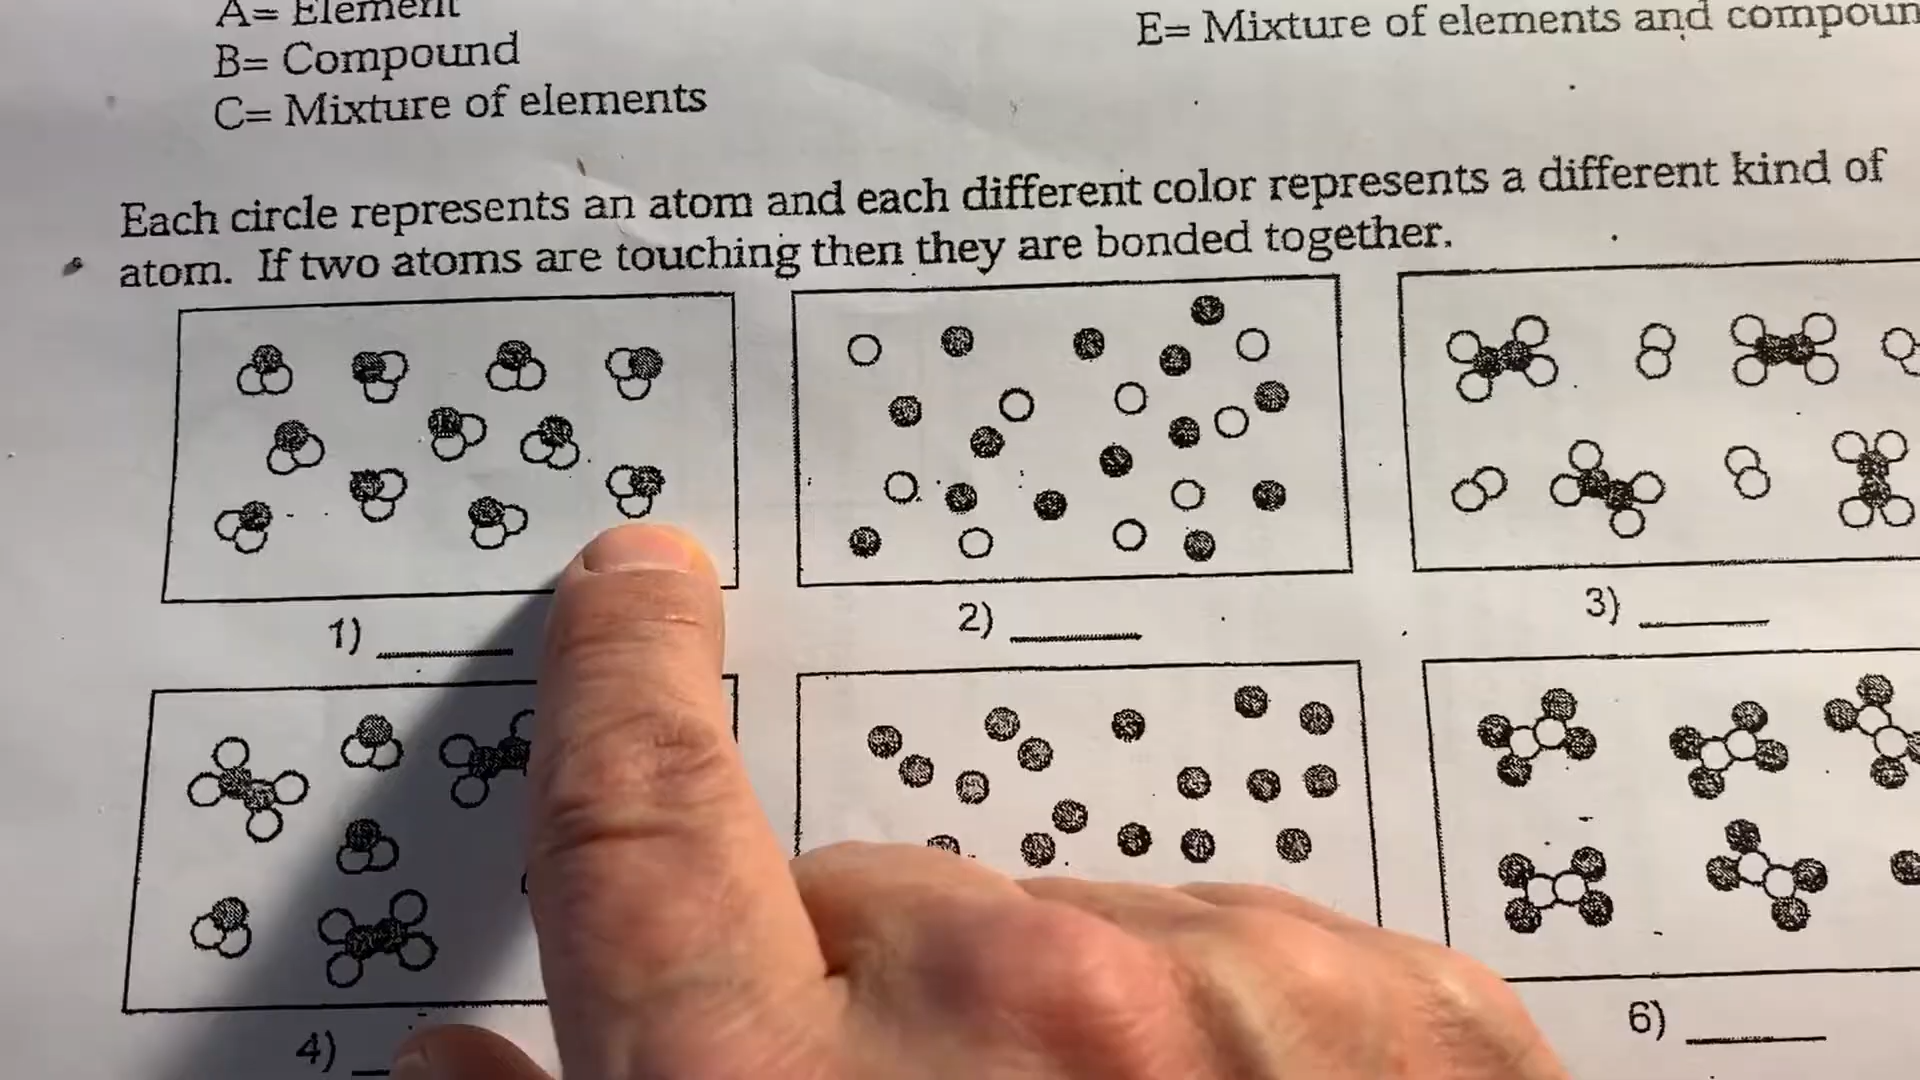 A= Element
B= Compound
C= Mixture of elements
E= Mixture of elements and
Each circle represents an atom and each different color represents a different kind of
atom. If two atoms are touching then they are bonded together.
1)
2)
3)
4)
6)